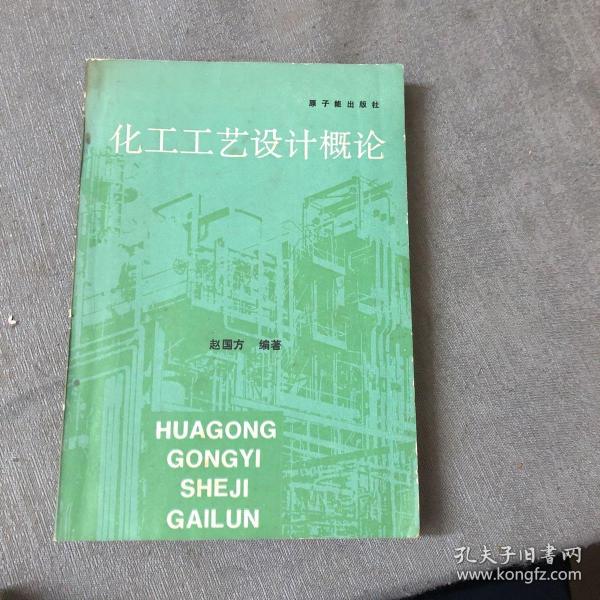 原子能出版社
化工工艺设计概论
赵国方 编著
HUAGONG
GONGYI
SHEJI
GAILUN
孔夫子旧书网
www.kongfz.com